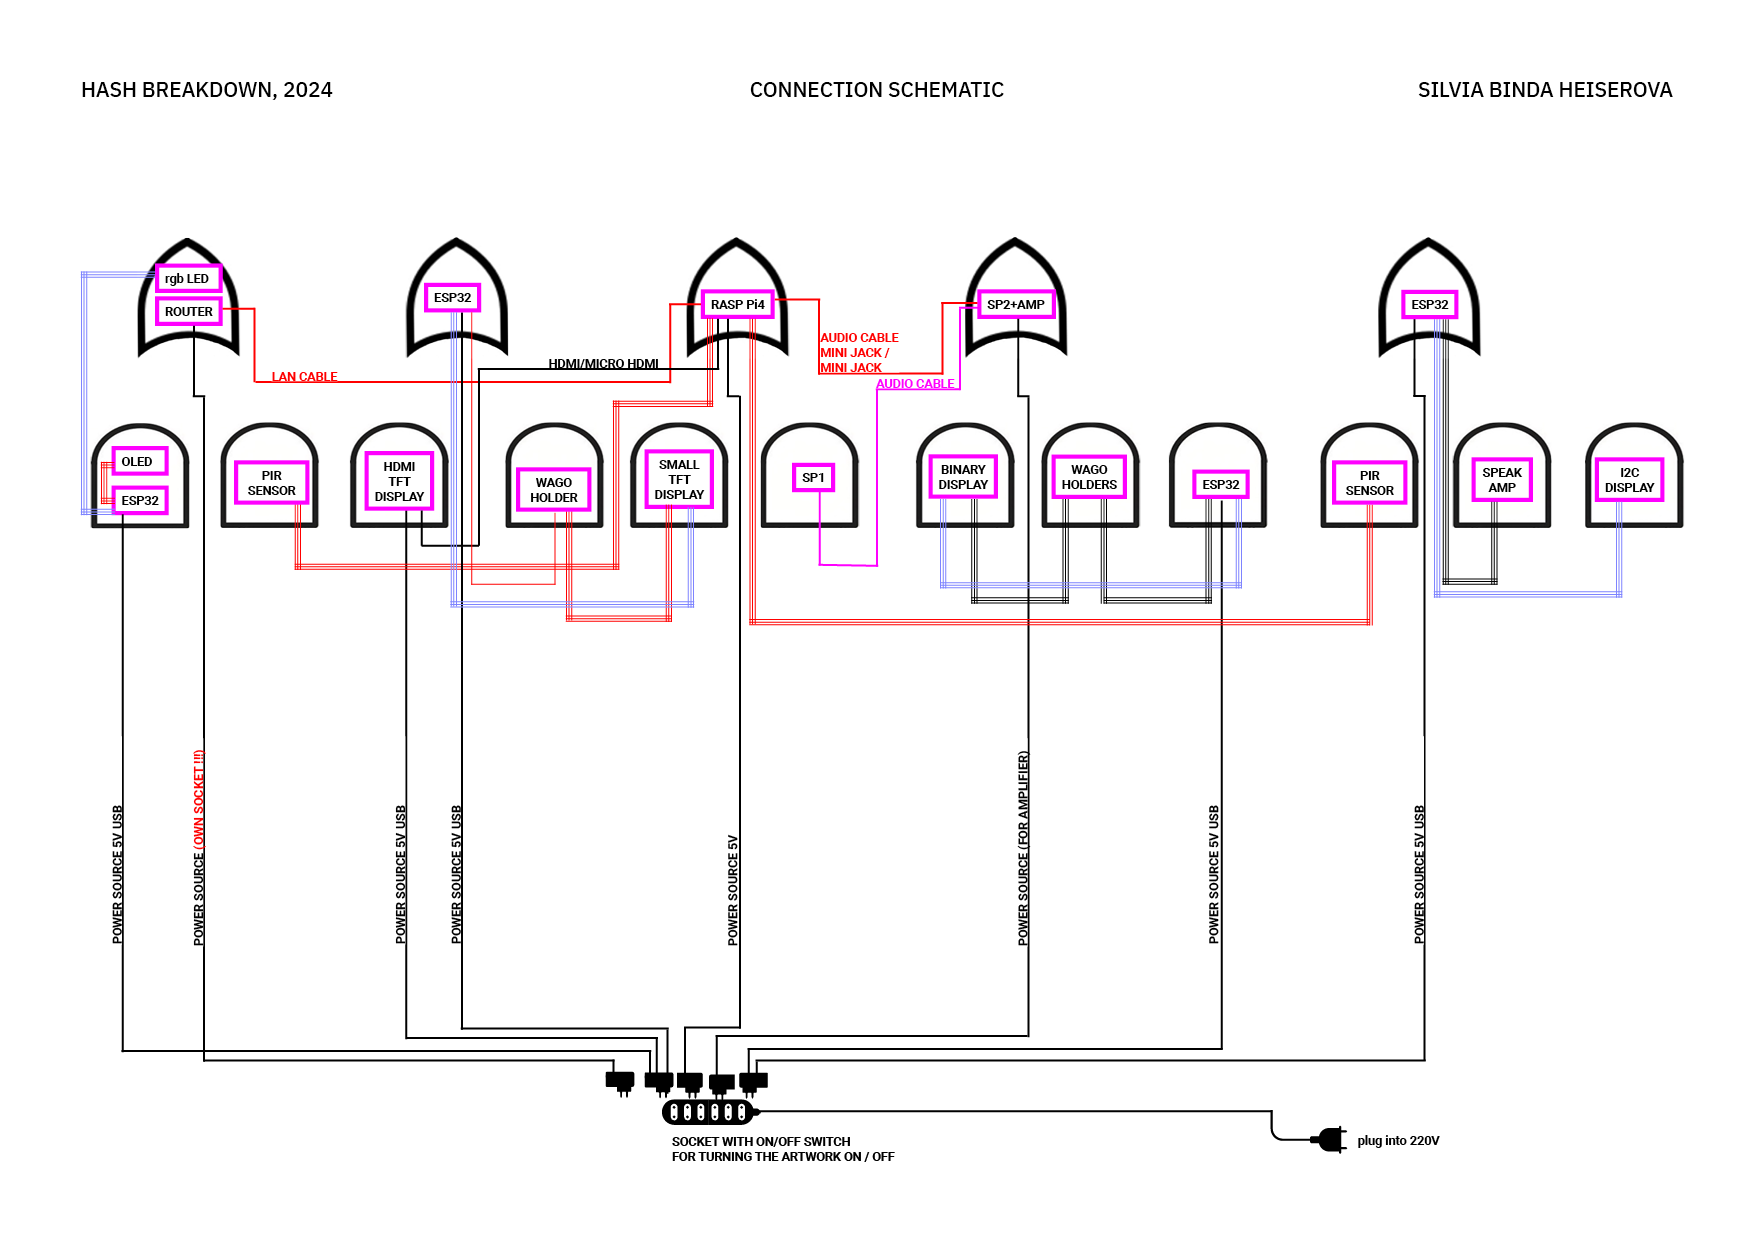 HASH BREAKDOWN, 2024
CONNECTION SCHEMATIC
SILVIA BINDA HEISEROVA
rgb LED
ROUTER
ESP32
RASP Pi4
SP2+AMP
ESP32
AUDIO CABLE
MINI JACK /
MINI JACK
HDMI/MICRO HDMI
LAN CABLE
AUDIO CABLE
OLED
ESP32
PIR
SENSOR
HDMI
TFT
DISPLAY
WAGO
HOLDER
SMALL
TFT
DISPLAY
SP1
BINARY
DISPLAY
WAGO
HOLDERS
ESP32
PIR
SENSOR
SPEAK
AMP
I2C
DISPLAY
POWER SOURCE 5V USB
POWER SOURCE (OWN SOCKET !!!)
POWER SOURCE 5V USB
POWER SOURCE 5V USB
POWER SOURCE 5V
POWER SOURCE (FOR AMPLIFIER)
POWER SOURCE 5V USB
POWER SOURCE 5V USB
SOCKET WITH ON/OFF SWITCH
FOR TURNING THE ARTWORK ON / OFF
plug into 220V